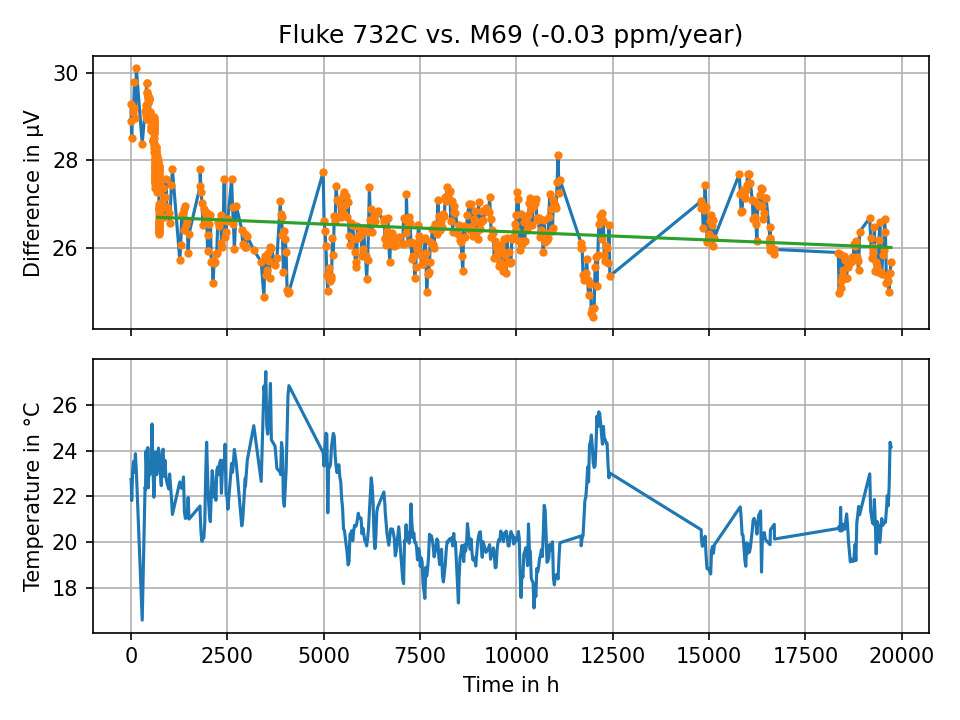 Fluke 732C vs. M69 (-0.03 ppm/year)
Difference in µV
30
28
26
Temperature in °C
26
24
22
20
18
0 2500 5000 7500 10000 12500 15000 17500 20000
Time in h